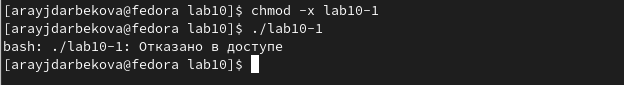 [arayjdarbekova@fedora lab10]$ chmod -x lab10-1
[arayjdarbekova@fedora lab10]$ ./lab10-1
bash: ./lab10-1: Отказано в доступе
[arayjdarbekova@fedora lab10]$